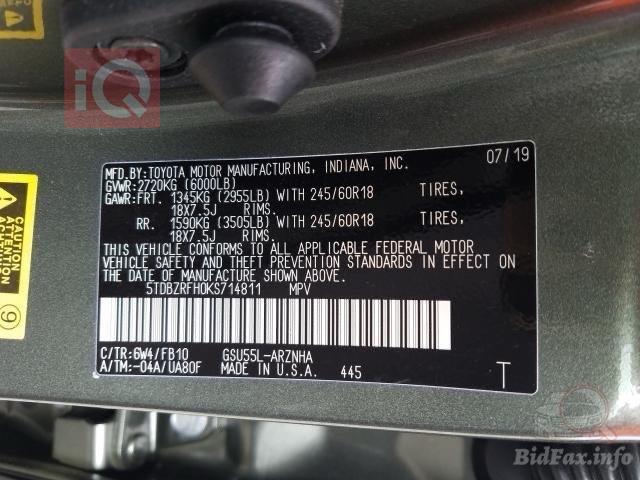 iQ
MFD.BY:TOYOTA MOTOR MANUFACTURING, INDIANA, INC. 07/19
GVWR:2720KG (6000LB)
GAWR:FRT. 1345KG (2955LB) WITH 245/60R18 TIRES,
18X7.5J RIMS.
RR. 1590KG (3505LB) WITH 245/60R18 TIRES,
18X7.5J RIMS.
THIS VEHICLE CONFORMS TO ALL APPLICABLE FEDERAL MOTOR
VEHICLE SAFETY AND THEFT PREVENTION STANDARDS IN EFFECT
ON THE DATE OF MANUFACTURE SHOWN ABOVE.
5TDBZRFH0KS714811 MPV
C/TR:6W4/FB10 GSU55L-ARZNHA
A/TM:-04A/UA80F MADE IN U.S.A. 445 T
CAUTION
ATTENTION
9
BidFax.info